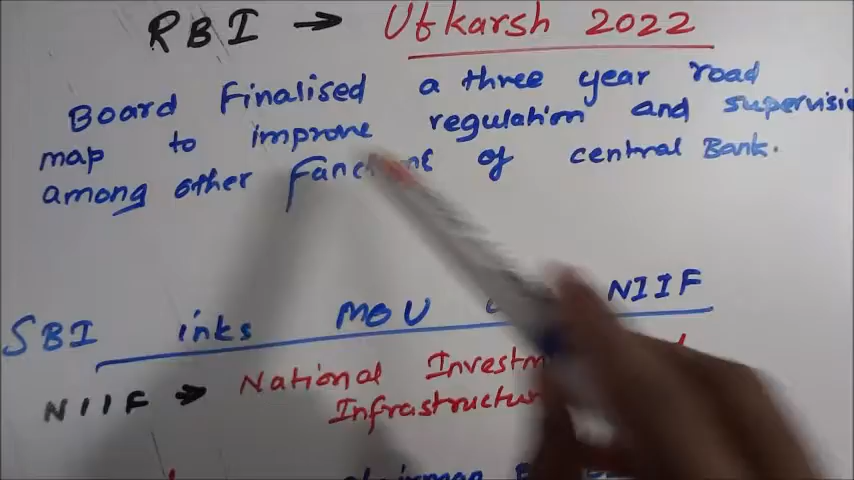 RBI → Utkarsh 2022
Board Finalised a three year road
map to improve regulation and supervisi
among other of central Bank.
SBI inks MOU NIIF
NIIF → National Investm
Infrastructur
chairman